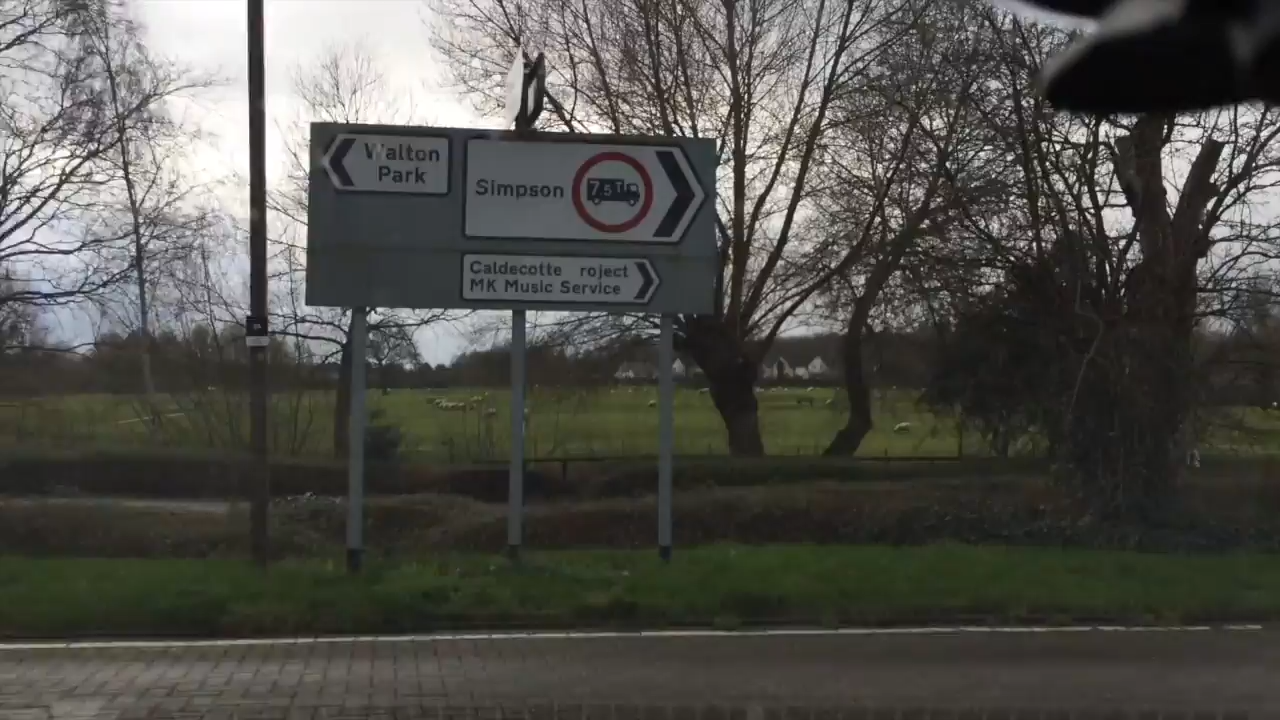 Walton
Park
Simpson
7.5T
Caldecotte roject
MK Music Service